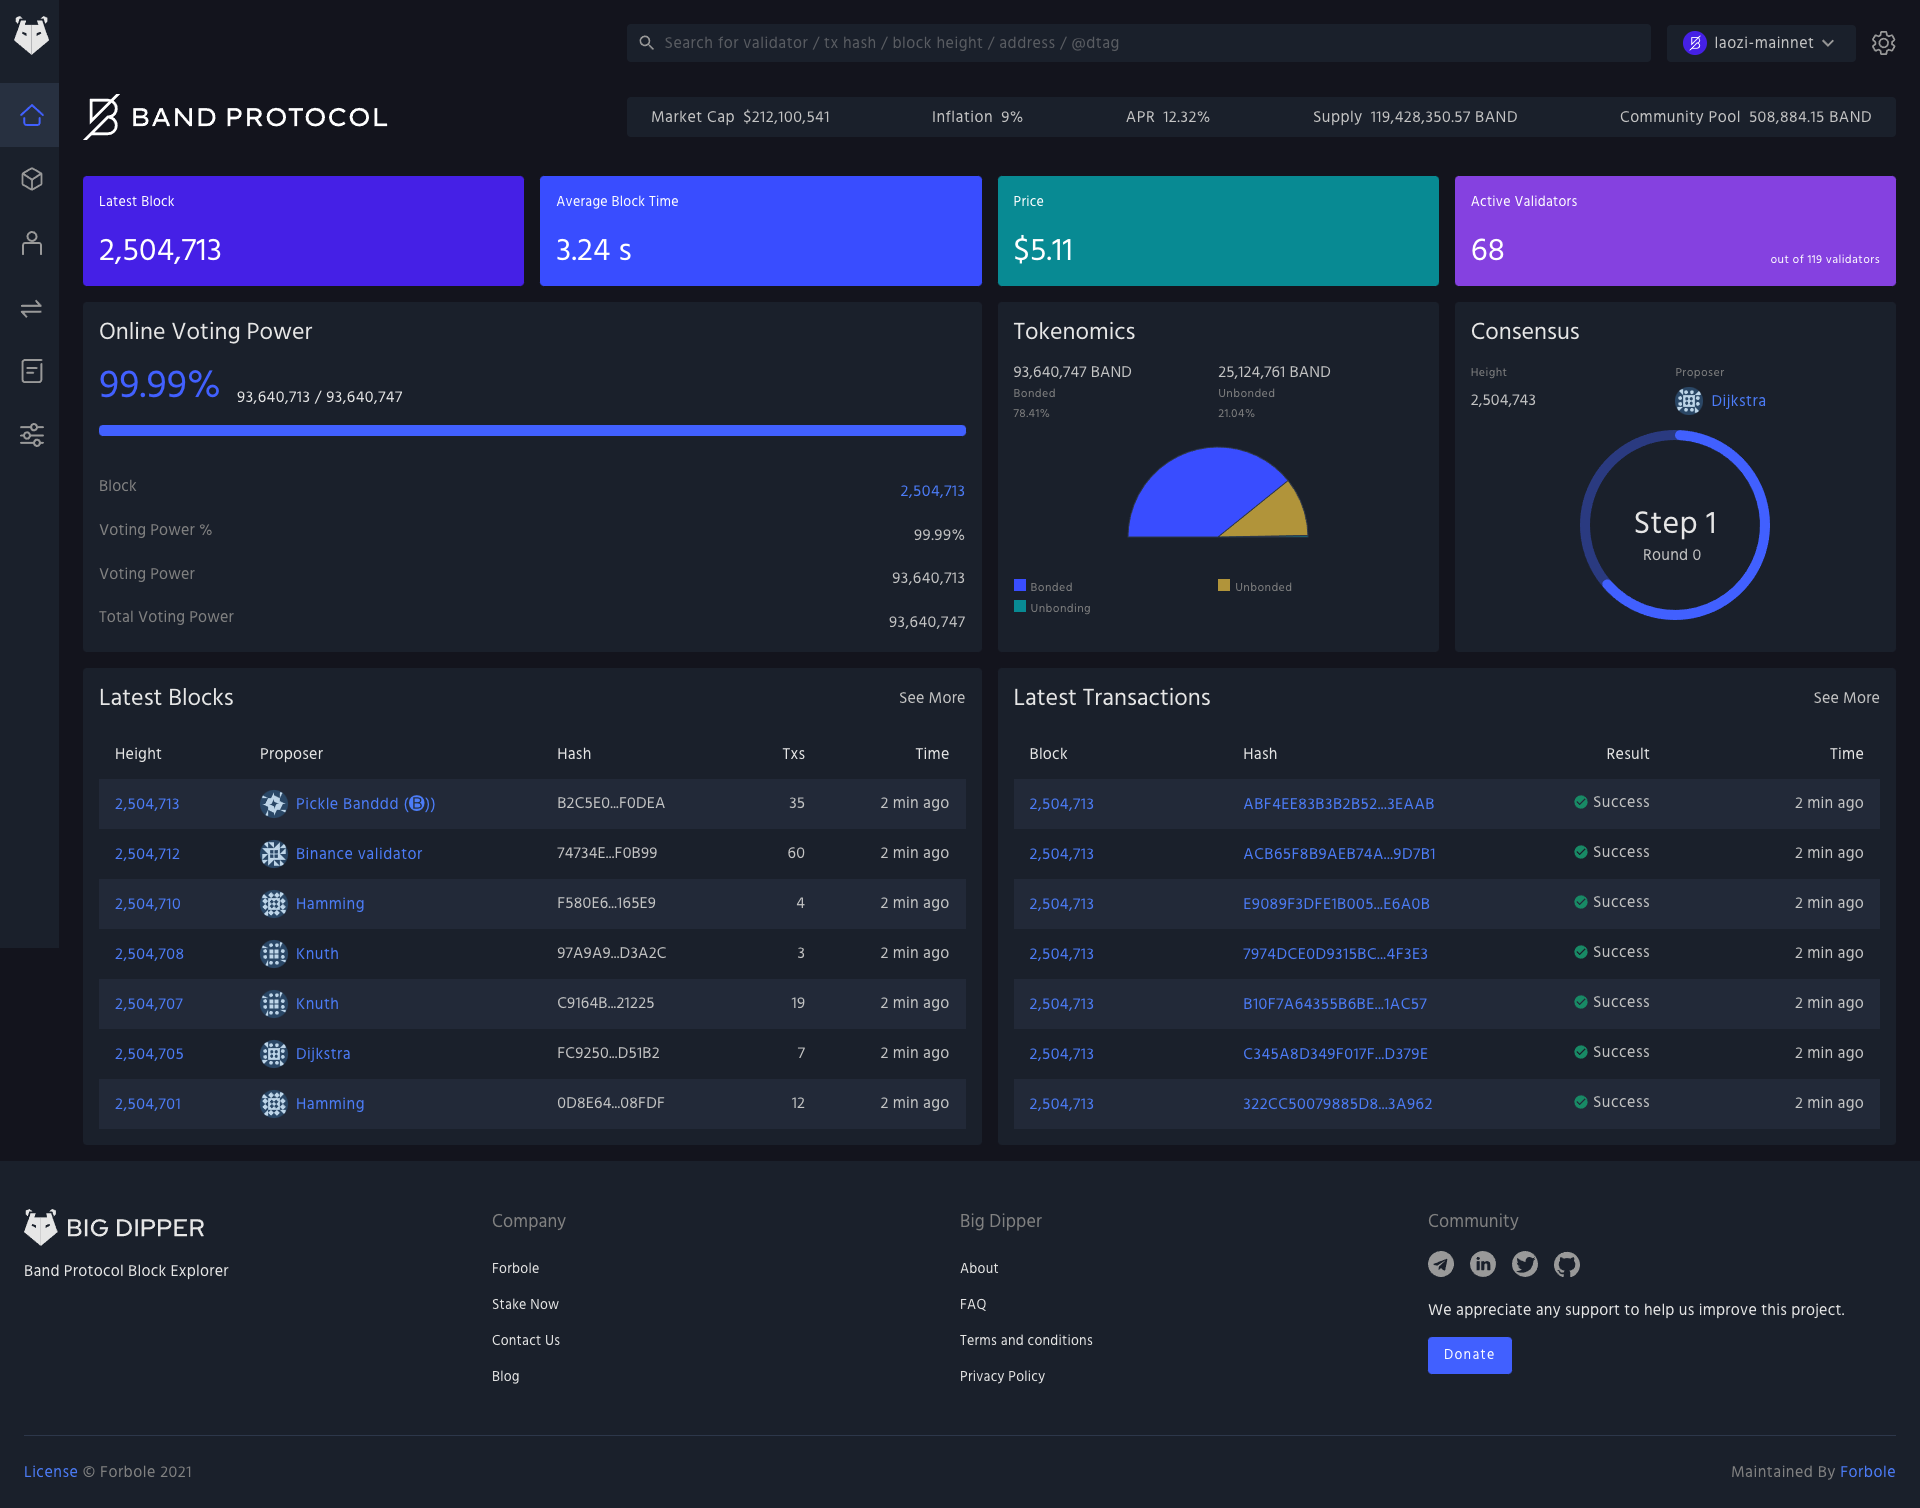 Search for validator / tx hash / block height / address / @dtag
laozi-mainnet
BAND PROTOCOL
Market Cap $212,100,541
Inflation 9%
APR 12.32%
Supply 119,428,350.57 BAND
Community Pool 508,884.15 BAND
Latest Block
2,504,713
Average Block Time
3.24 s
Price
$5.11
Active Validators
68
out of 119 validators
Online Voting Power
99.99% 93,640,713 / 93,640,747
Block 2,504,713
Voting Power % 99.99%
Voting Power 93,640,713
Total Voting Power 93,640,747
Tokenomics
93,640,747 BAND 25,124,761 BAND
Bonded Unbonded
78.41% 21.04%
Bonded Unbonded
Unbonding
Consensus
Height Proposer
2,504,743 Dijkstra
Step 1
Round 0
Latest Blocks See More
Height Proposer Hash Txs Time
2,504,713 Pickle Banddd (🅑)) B2C5E0...F0DEA 35 2 min ago
2,504,712 Binance validator 74734E...F0B99 60 2 min ago
2,504,710 Hamming F580E6...165E9 4 2 min ago
2,504,708 Knuth 97A9A9...D3A2C 3 2 min ago
2,504,707 Knuth C9164B...21225 19 2 min ago
2,504,705 Dijkstra FC9250...D51B2 7 2 min ago
2,504,701 Hamming 0D8E64...08FDF 12 2 min ago
Latest Transactions See More
Block Hash Result Time
2,504,713 ABF4EE83B3B2B52...3EAAB Success 2 min ago
2,504,713 ACB65F8B9AEB74A...9D7B1 Success 2 min ago
2,504,713 E9089F3DFE1B005...E6A0B Success 2 min ago
2,504,713 7974DCE0D9315BC...4F3E3 Success 2 min ago
2,504,713 B10F7A64355B6BE...1AC57 Success 2 min ago
2,504,713 C345A8D349F017F...D379E Success 2 min ago
2,504,713 322CC50079885D8...3A962 Success 2 min ago
BIG DIPPER
Band Protocol Block Explorer
Company
Forbole
Stake Now
Contact Us
Blog
Big Dipper
About
FAQ
Terms and conditions
Privacy Policy
Community
in
We appreciate any support to help us improve this project.
Donate
License © Forbole 2021
Maintained By Forbole